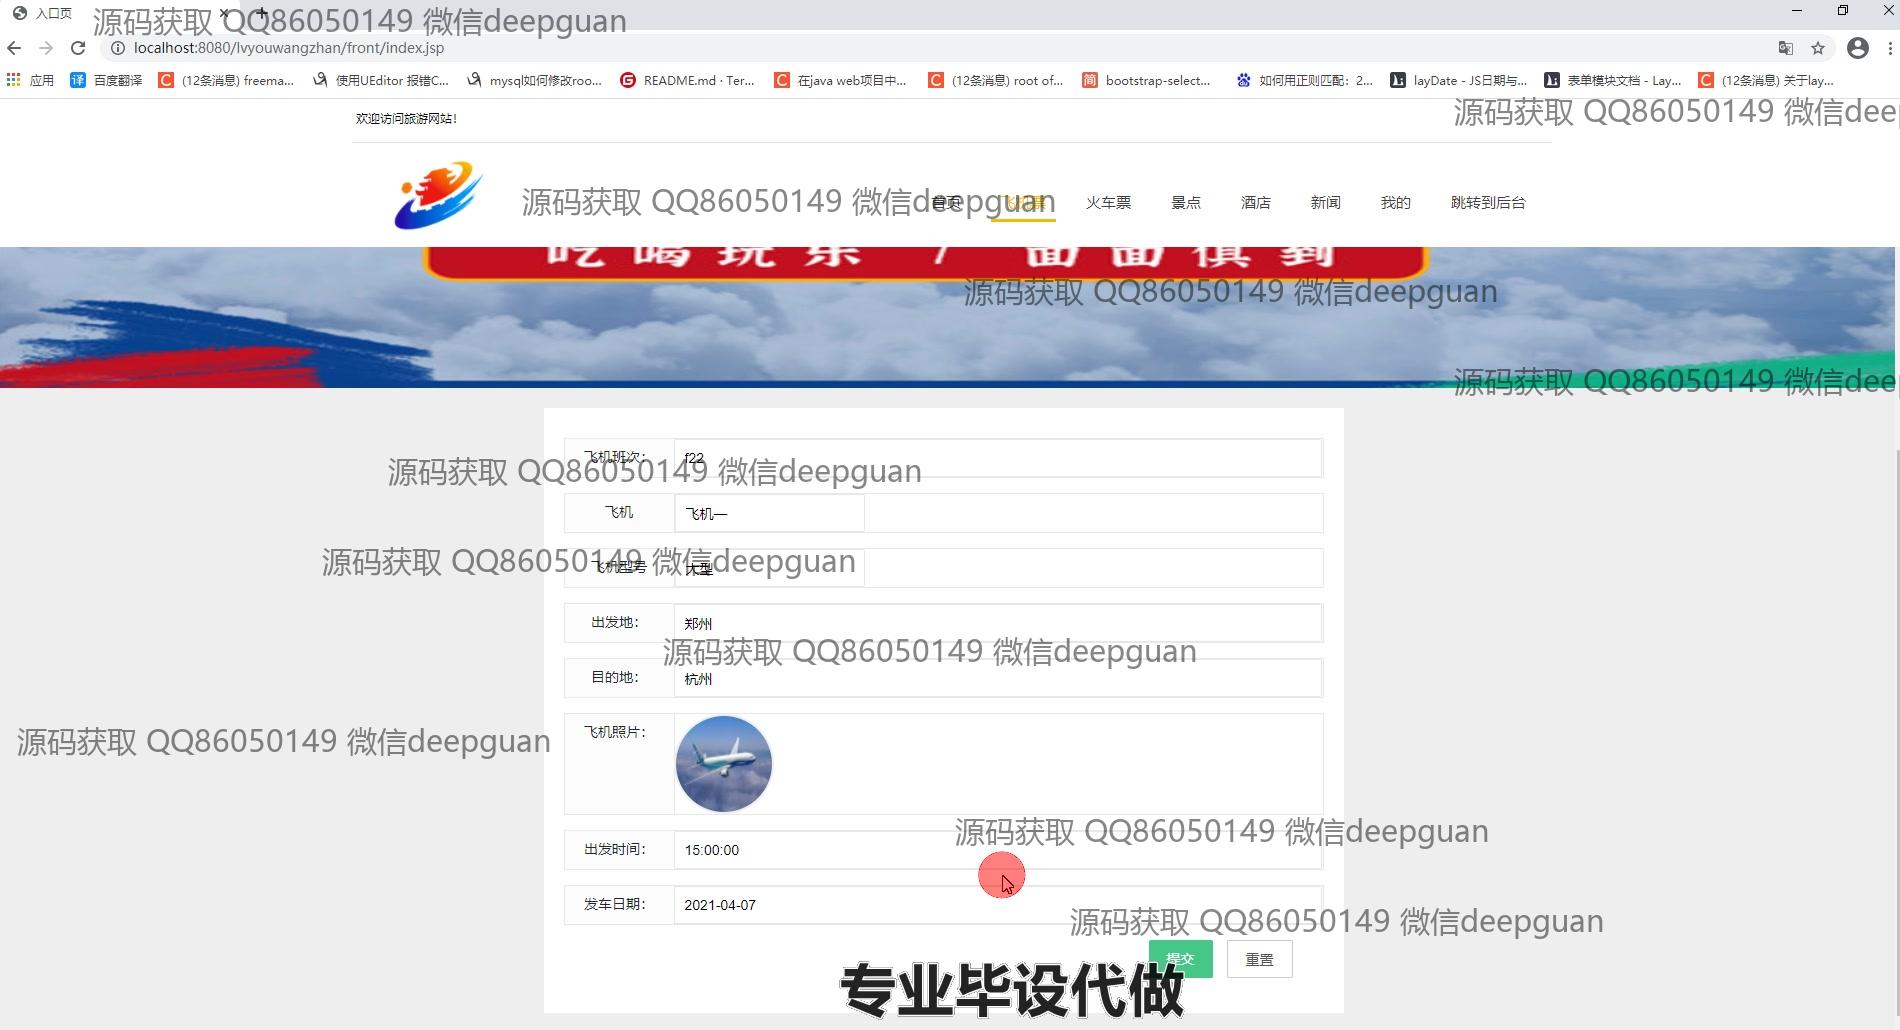 入口页
源码获取 QQ86050149 微信deepguan
localhost:8080/lvyouwangzhan/front/index.jsp
应用 百度翻译 (12条消息) freema... 使用UEditor 报错C... mysql如何修改roo... README.md · Ter... 在java web项目中... (12条消息) root of... bootstrap-select... 如何用正则匹配：2... layDate - JS日期与... 表单模块文档 - Lay... (12条消息) 关于lay...
源码获取 QQ86050149 微信dee
欢迎访问旅游网站！
源码获取 QQ86050149 微信deepguan
首页 火车票 景点 酒店 新闻 我的 跳转到后台
吃喝玩乐 / 面面俱到
源码获取 QQ86050149 微信deepguan
源码获取 QQ86050149 微信dee
飞机班次： f22
源码获取 QQ86050149 微信deepguan
飞机 飞机一
源码获取 QQ86050149 微信deepguan
飞机型号 大型
出发地： 郑州
源码获取 QQ86050149 微信deepguan
目的地： 杭州
飞机照片：
源码获取 QQ86050149 微信deepguan
源码获取 QQ86050149 微信deepguan
出发时间： 15:00:00
发车日期： 2021-04-07
源码获取 QQ86050149 微信deepguan
提交 重置
专业毕设代做